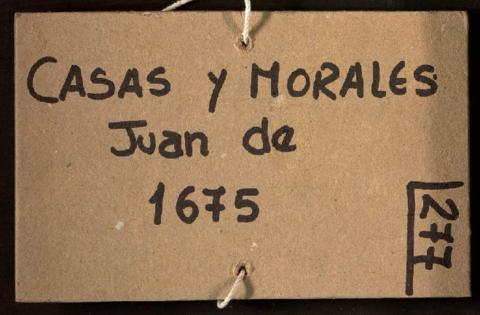 CASAS y MORALES
Juan de
1675
277